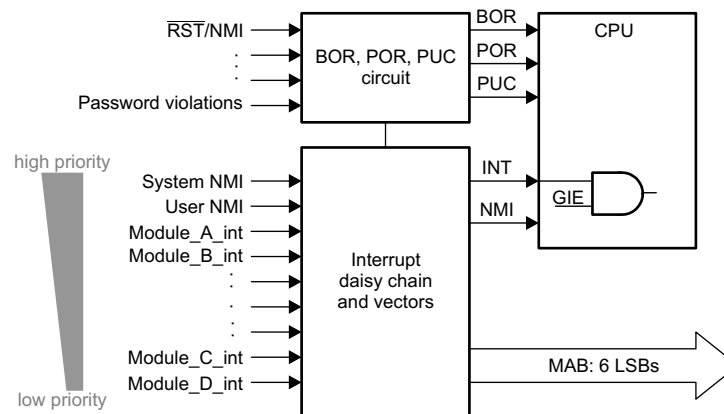 BOR
CPU
RST/NMI
BOR, POR, PUC
circuit
POR
PUC
Password violations
high priority
System NMI
INT
User NMI
GIE
NMI
Module_A_int
Module_B_int
Interrupt
daisy chain
and vectors
Module_C_int
MAB: 6 LSBs
Module_D_int
low priority